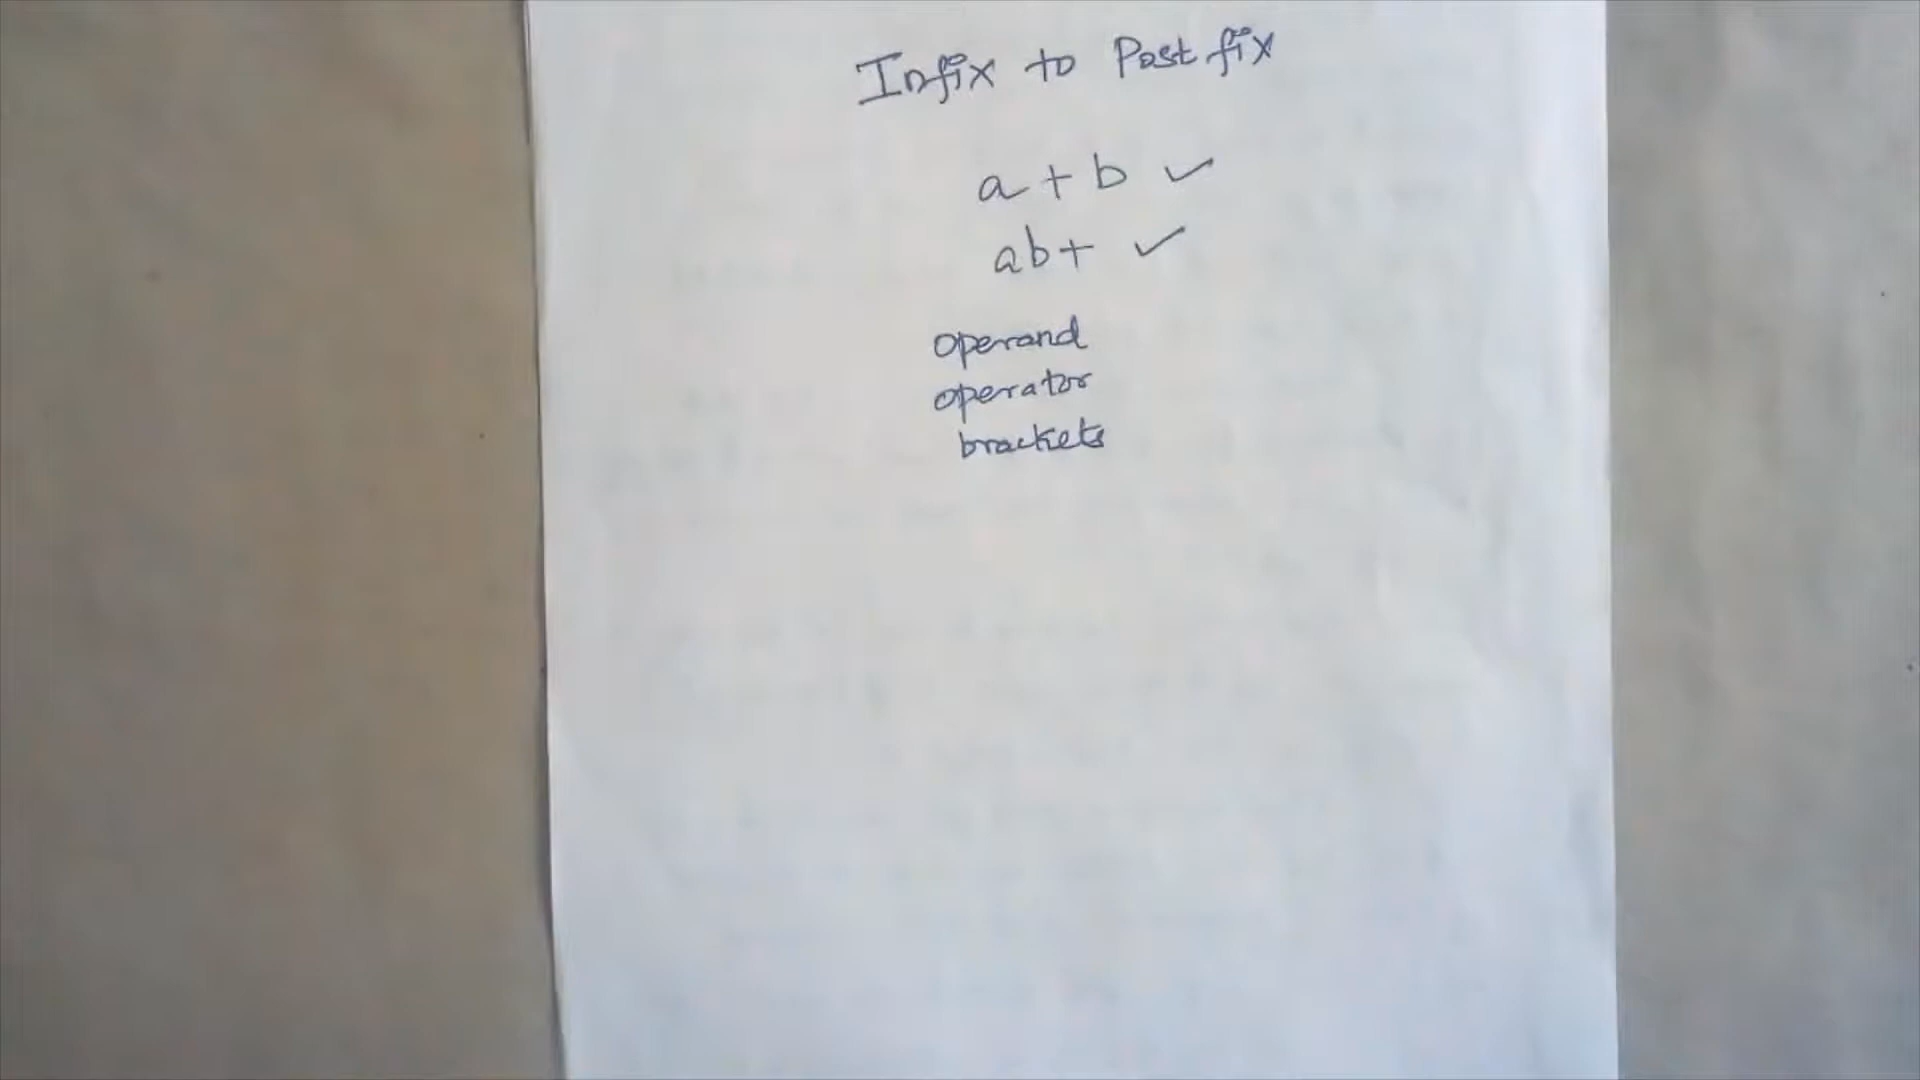 Infix to Postfix
a + b ✓
ab+ ✓
operand
operator
brackets